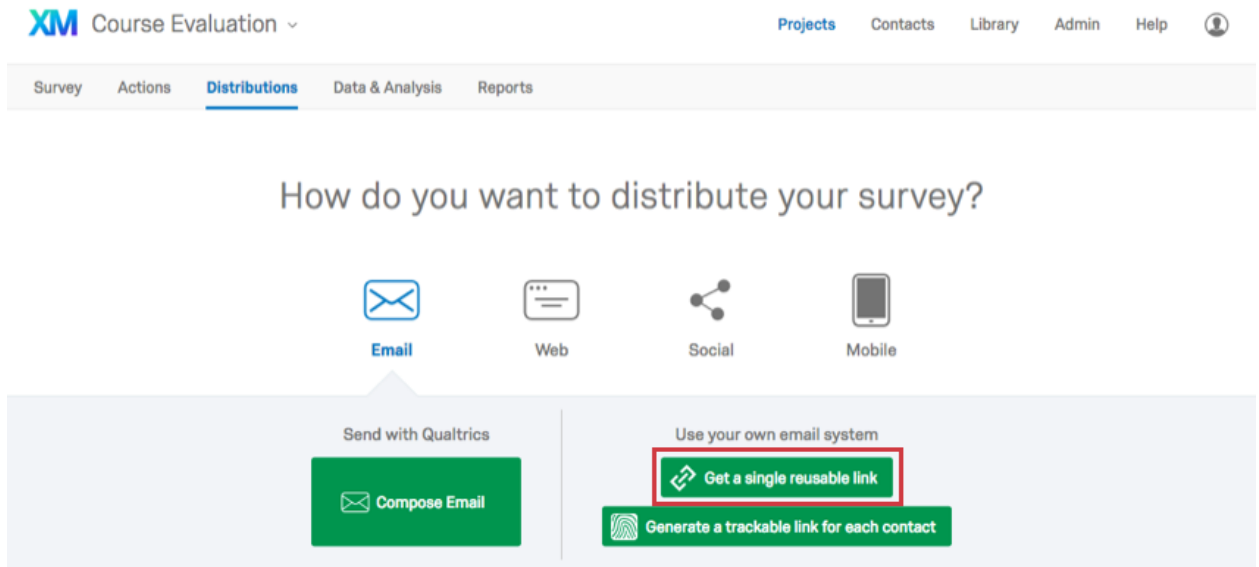 XM Course Evaluation
Projects Contacts Library Admin Help
Survey Actions Distributions Data & Analysis Reports
How do you want to distribute your survey?
Email Web Social Mobile
Send with Qualtrics
Use your own email system
Compose Email
Get a single reusable link
Generate a trackable link for each contact